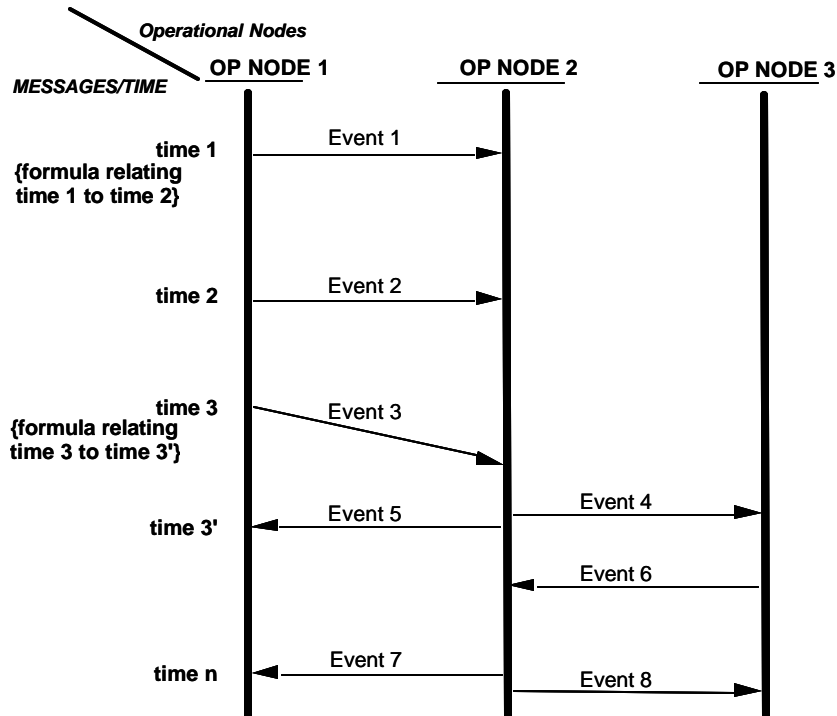 Operational Nodes
OP NODE 1
OP NODE 2
OP NODE 3
MESSAGES/TIME
time 1
Event 1
{formula relating
time 1 to time 2}
time 2
Event 2
time 3
Event 3
{formula relating
time 3 to time 3'}
time 3'
Event 5
Event 4
Event 6
time n
Event 7
Event 8